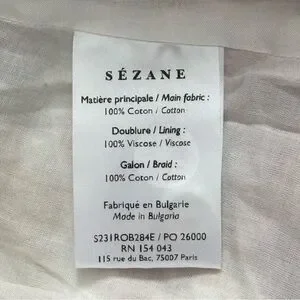 SÉZANE
Matière principale / Main fabric :
100% Coton / Cotton
Doublure / Lining :
100% Viscose / Viscose
Galon / Braid :
100% Coton / Cotton
Fabriqué en Bulgarie
Made in Bulgaria
S231ROB284E / PO 26000
RN 154 043
115 rue du Bac, 75007 Paris